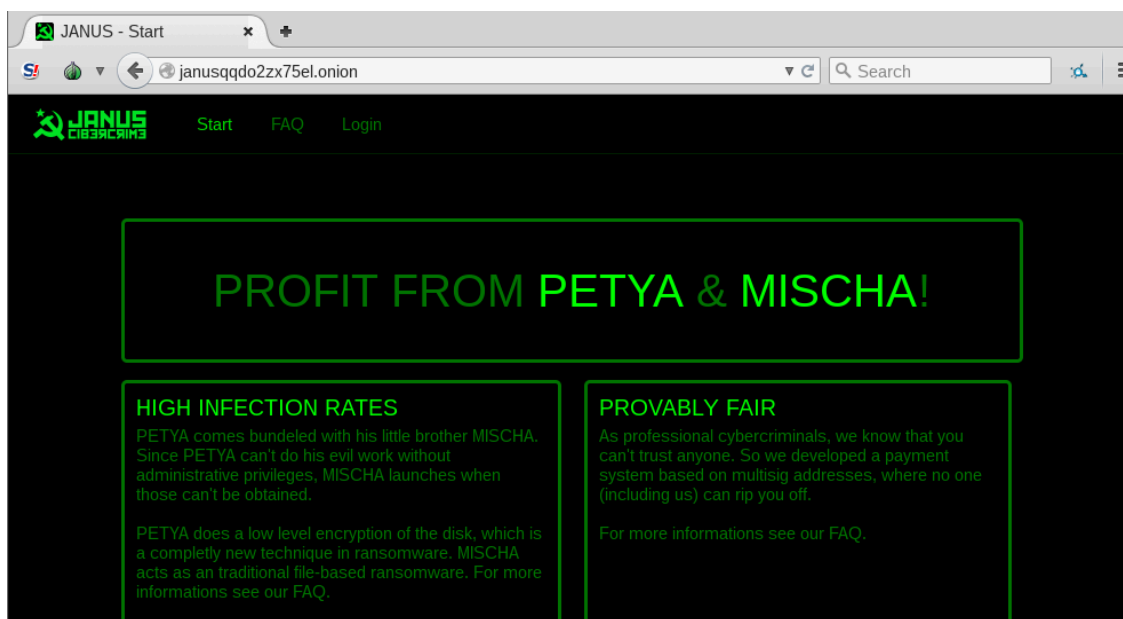 JANUS - Start
janusqqdo2zx75el.onion
Search
JANUS
CIBERCRIME
Start
FAQ
Login
PROFIT FROM PETYA & MISCHA!
HIGH INFECTION RATES
PETYA comes bundeled with his little brother MISCHA.
Since PETYA can't do his evil work without
administrative privileges, MISCHA launches when
those can't be obtained.
PETYA does a low level encryption of the disk, which is
a completly new technique in ransomware. MISCHA
acts as an traditional file-based ransomware. For more
informations see our FAQ.
PROVABLY FAIR
As professional cybercriminals, we know that you
can't trust anyone. So we developed a payment
system based on multisig addresses, where no one
(including us) can rip you off.
For more informations see our FAQ.